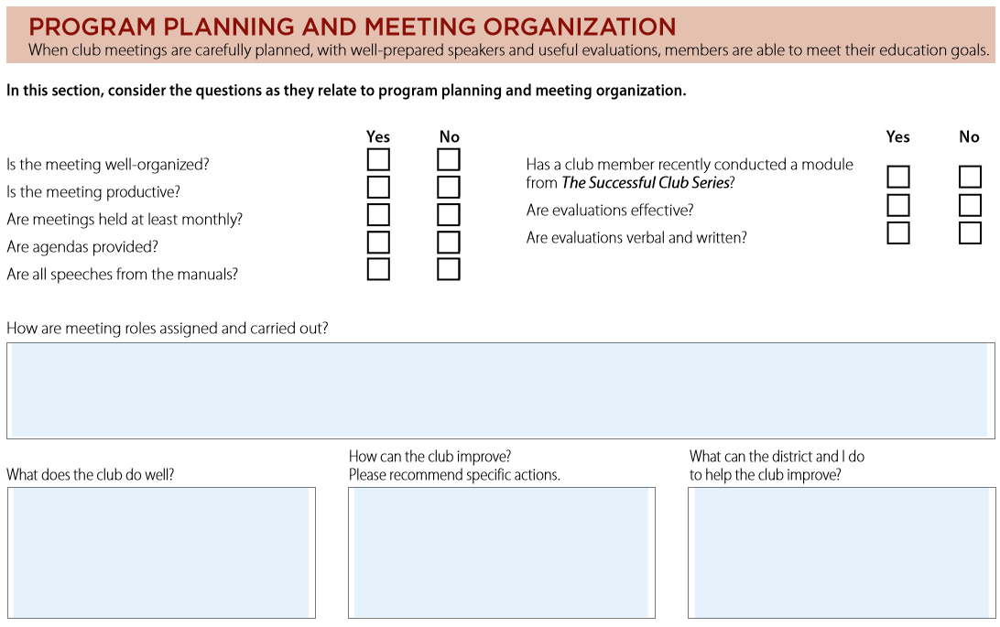 PROGRAM PLANNING AND MEETING ORGANIZATION
When club meetings are carefully planned, with well-prepared speakers and useful evaluations, members are able to meet their education goals.
In this section, consider the questions as they relate to program planning and meeting organization.
Yes No
Is the meeting well-organized?
Is the meeting productive?
Are meetings held at least monthly?
Are agendas provided?
Are all speeches from the manuals?
Yes No
Has a club member recently conducted a module
from The Successful Club Series?
Are evaluations effective?
Are evaluations verbal and written?
How are meeting roles assigned and carried out?
What does the club do well?
How can the club improve?
Please recommend specific actions.
What can the district and I do
to help the club improve?